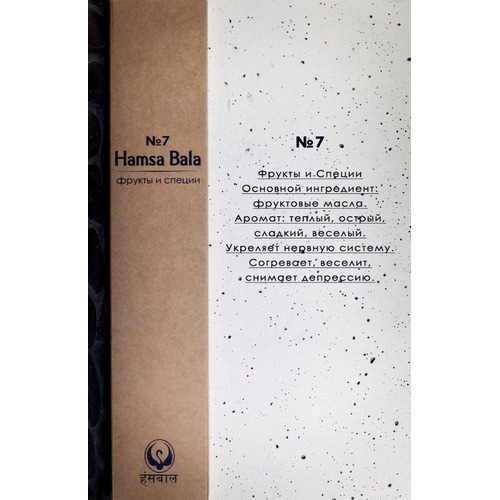 №7
Hamsa Bala
фрукты и специи
हंसबाल
№7
Фрукты и Специи
Основной ингредиент:
фруктовые масла.
Аромат: теплый, острый,
сладкий, веселый.
Укреляет нервную систему.
Согревает, веселит,
снимает депрессию.